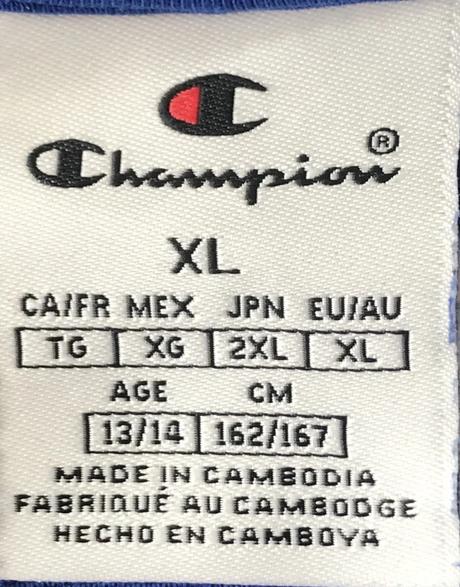 Champion®
XL
CA/FR MEX JPN EU/AU
TG XG 2XL XL
AGE CM
13/14 162/167
MADE IN CAMBODIA
FABRIQUÉ AU CAMBODGE
HECHO EN CAMBOYA